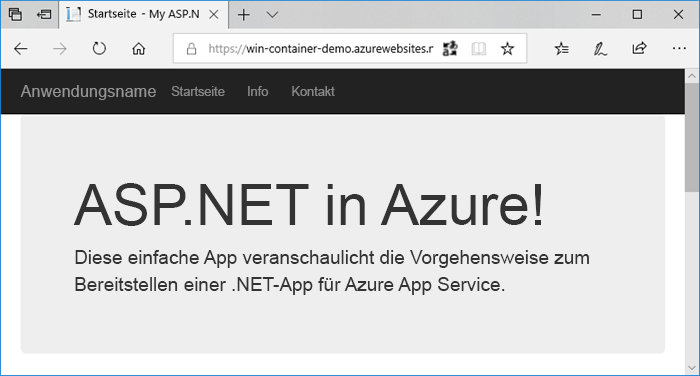 Startseite - My ASP.N
https://win-container-demo.azurewebsites.n
Anwendungsname Startseite Info Kontakt
ASP.NET in Azure!
Diese einfache App veranschaulicht die Vorgehensweise zum
Bereitstellen einer .NET-App für Azure App Service.